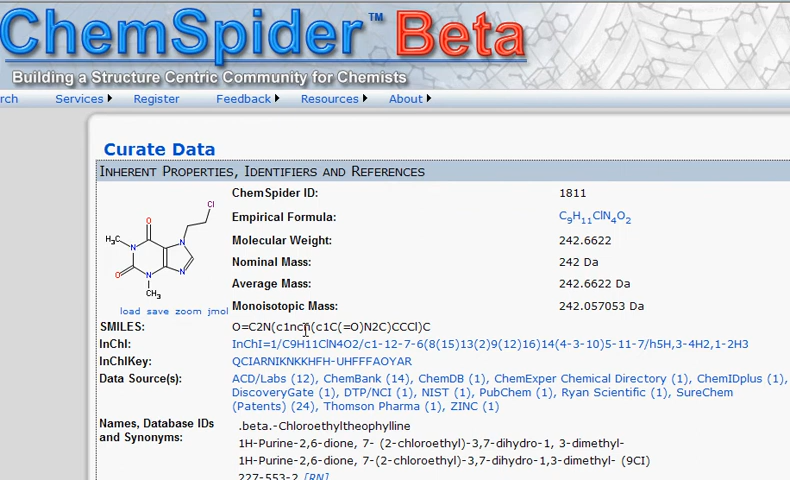 ChemSpider™ Beta
Building a Structure Centric Community for Chemists
rch Services Register Feedback Resources About
Curate Data
INHERENT PROPERTIES, IDENTIFIERS AND REFERENCES
ChemSpider ID: 1811
Empirical Formula: C9H11ClN4O2
Molecular Weight: 242.6622
Nominal Mass: 242 Da
Average Mass: 242.6622 Da
Monoisotopic Mass: 242.057053 Da
Cl
O
H3C
N
N
O
N
N
CH3
load save zoom jmol
SMILES: O=C2N(c1ncn(c1C(=O)N2C)CCCl)C
InChI: InChI=1/C9H11ClN4O2/c1-12-7-6(8(15)13(2)9(12)16)14(4-3-10)5-11-7/h5H,3-4H2,1-2H3
InChIKey: QCIARNIKNKKHFH-UHFFFAOYAR
Data Source(s): ACD/Labs (12), ChemBank (14), ChemDB (1), ChemExper Chemical Directory (1), ChemIDplus (1),
DiscoveryGate (1), DTP/NCI (1), NIST (1), PubChem (1), Ryan Scientific (1), SureChem
(Patents) (24), Thomson Pharma (1), ZINC (1)
Names, Database IDs and Synonyms:
.beta.-Chloroethyltheophylline
1H-Purine-2,6-dione, 7- (2-chloroethyl)-3,7-dihydro-1, 3-dimethyl-
1H-Purine-2,6-dione, 7-(2-chloroethyl)-3,7-dihydro-1,3-dimethyl- (9CI)
227-553-2 [RN]